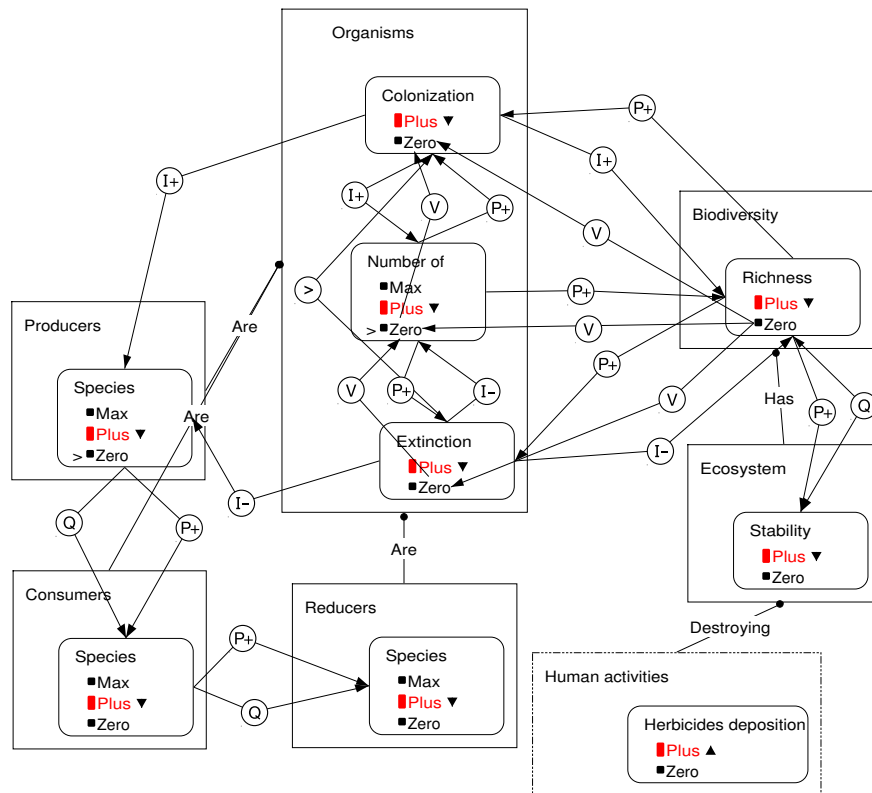 Organisms
Colonization
Plus ▼
Zero
P+
I+
I+
I+
P+
V
V
Biodiversity
Number of
Max
Plus ▼
> Zero
>
P+
V
Richness
Plus ▼
Zero
Producers
Are
Species
Max
Plus ▼
> Zero
Are
V
P+
I-
P+
V
Has
P+
Q
Extinction
Plus ▼
Zero
I-
I-
Ecosystem
Q
P+
Stability
Plus ▼
Zero
Are
Consumers
Species
Max
Plus ▼
Zero
P+
Q
Reducers
Species
Max
Plus ▼
Zero
Destroying
Human activities
Herbicides deposition
Plus ▲
Zero